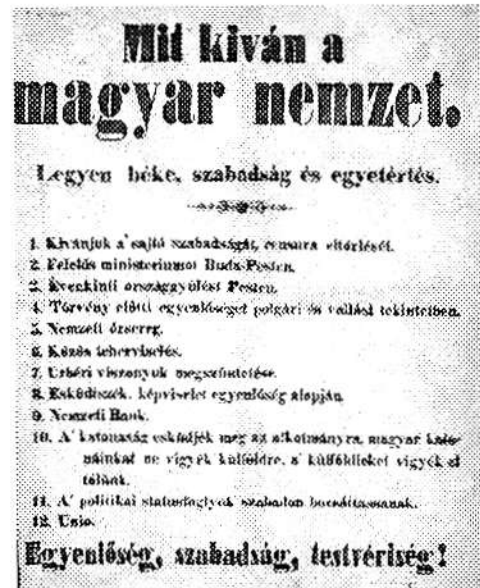 Mit kiván a
magyar nemzet.
Legyen béke, szabadság és egyetértés.
1. Kivánjuk a' sajtó szabadságát, censura eltörlését.
2. Felelős ministeriumot Buda-Pesten.
3. Évenkinti országgyülést Pesten.
4. Törvény előtti egyenlőséget polgári és vallási tekintetben.
5. Nemzeti őrsereg.
6. Közös teherviselés.
7. Urbéri viszonyok megszüntetése.
8. Esküdtszék, képviselet egyenlőség alapján.
9. Nemzeti Bank.
10. A' katonaság esküdjék meg az alkotmányra, magyar kato-
náinkat ne vigyék külföldre, a' külföldieket vigyék el
tőlünk.
11. A' politikai statusfoglyok szabadon bocsáttassanak.
12. Unio.
Egyenlőség, szabadság, testvériség!